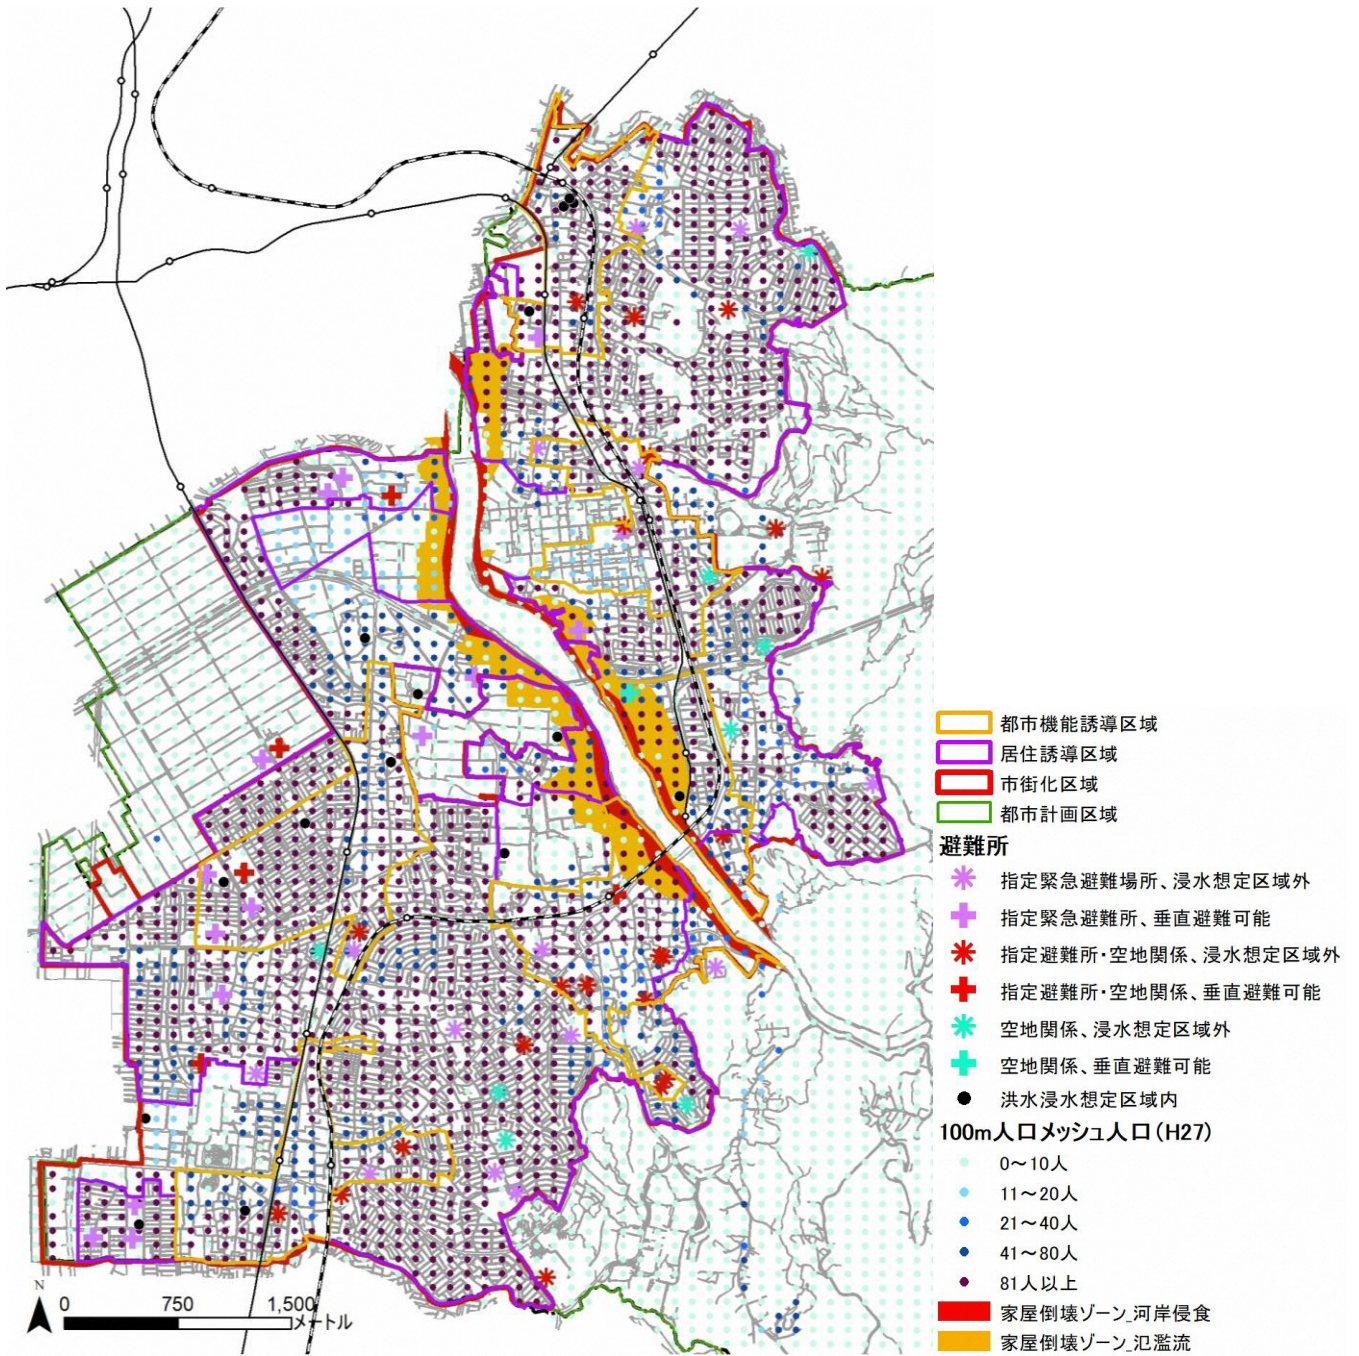 都市機能誘導区域
居住誘導区域
市街化区域
都市計画区域
避難所
指定緊急避難場所、浸水想定区域外
指定緊急避難所、垂直避難可能
指定避難所・空地関係、浸水想定区域外
指定避難所・空地関係、垂直避難可能
空地関係、浸水想定区域外
空地関係、垂直避難可能
洪水浸水想定区域内
100m人口メッシュ人口(H27)
0～10人
11～20人
21～40人
41～80人
81人以上
家屋倒壊ゾーン_河岸侵食
家屋倒壊ゾーン_氾濫流
N
0 750 1,500
メートル